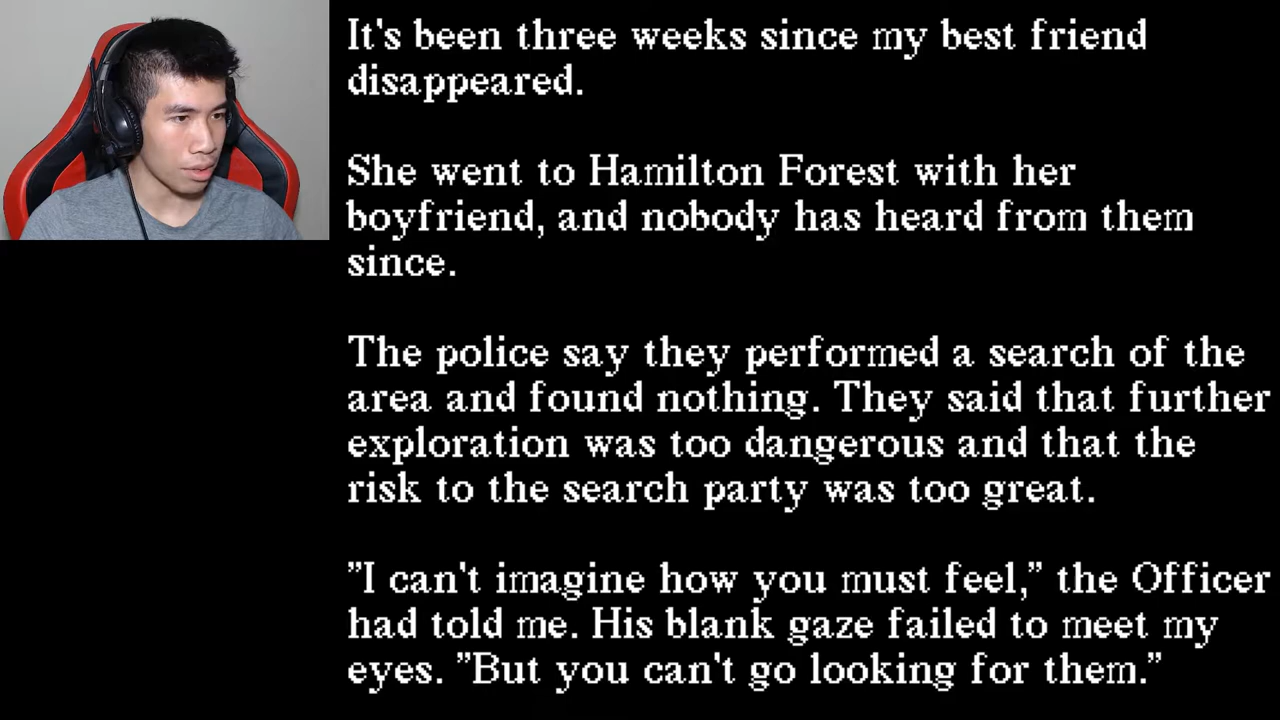 It's been three weeks since my best friend
disappeared.
She went to Hamilton Forest with her
boyfriend, and nobody has heard from them
since.
The police say they performed a search of the
area and found nothing. They said that further
exploration was too dangerous and that the
risk to the search party was too great.
"I can't imagine how you must feel," the Officer
had told me. His blank gaze failed to meet my
eyes. "But you can't go looking for them."